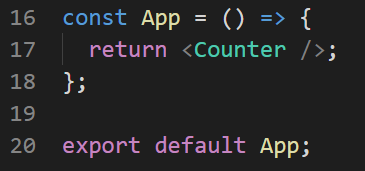 16 const App = () => {
17   return <Counter />;
18 };
19
20 export default App;